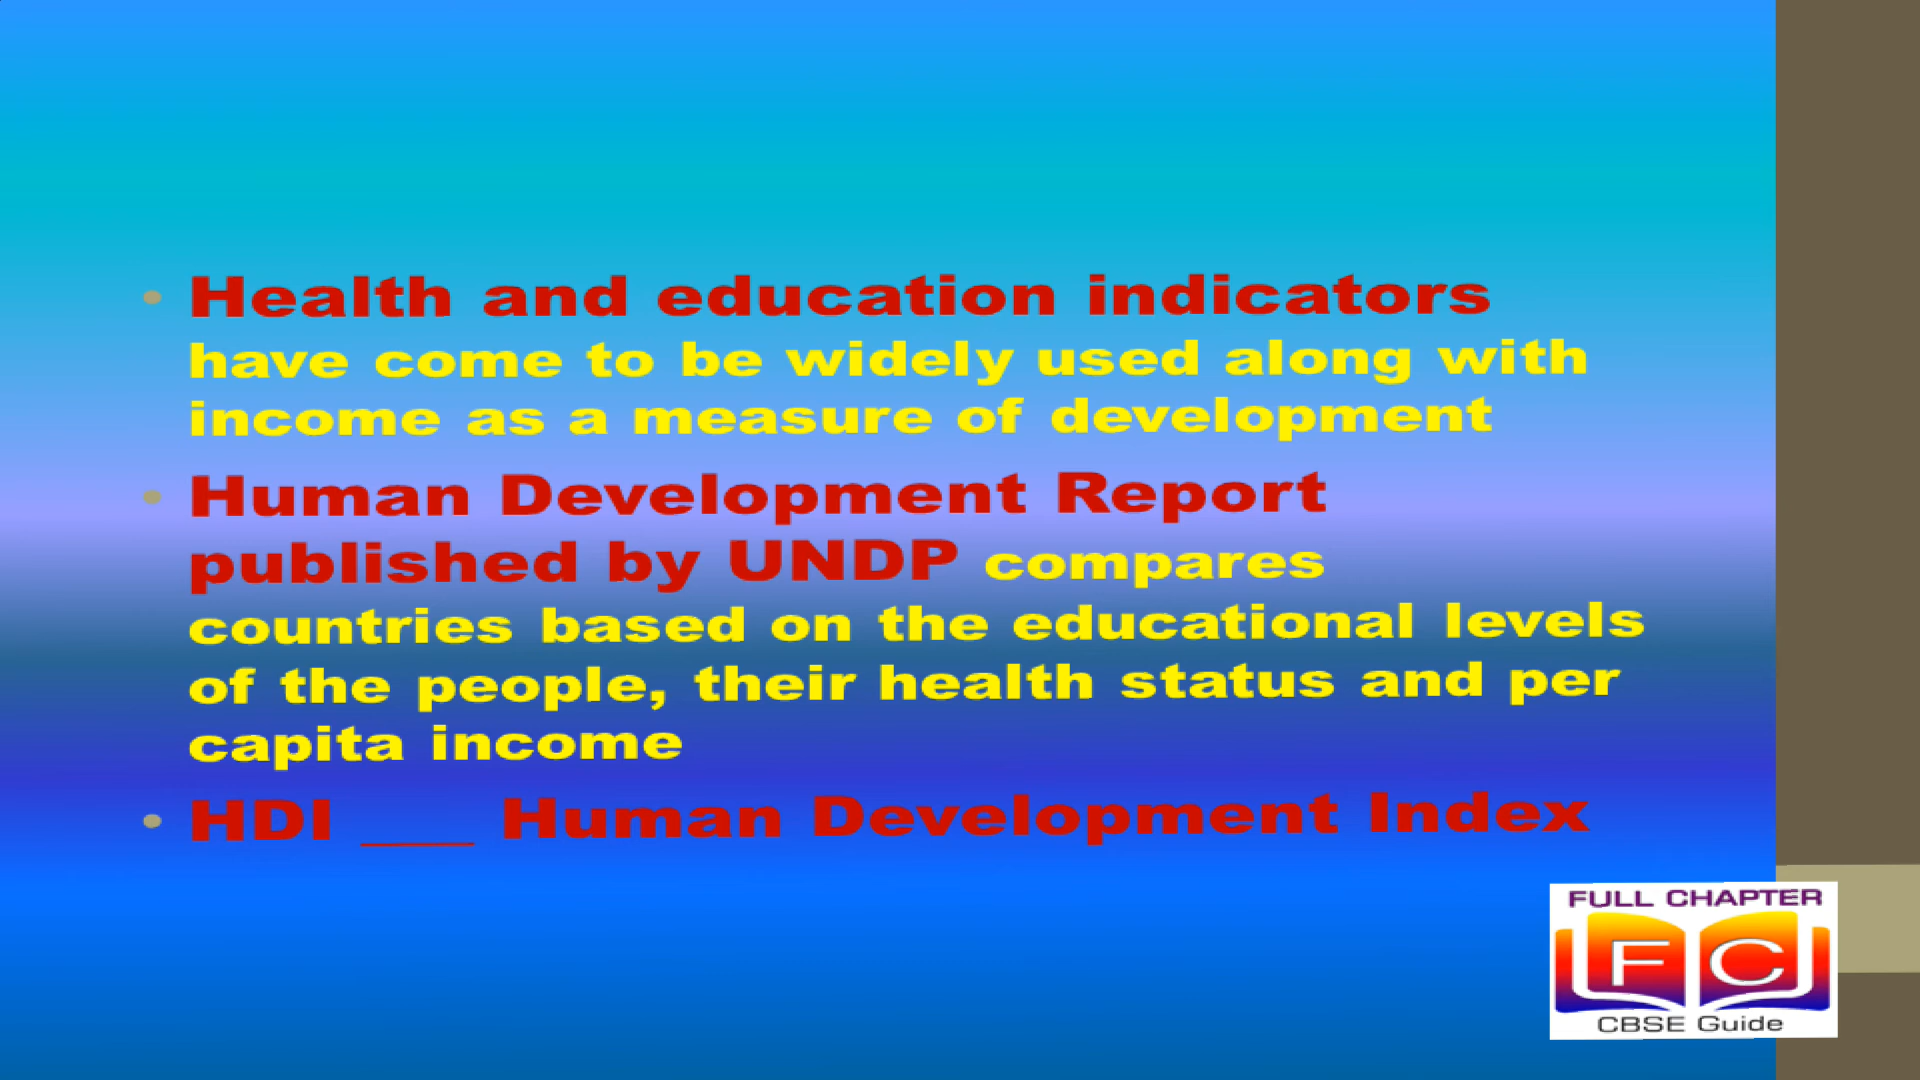 • Health and education indicators
have come to be widely used along with
income as a measure of development
• Human Development Report
published by UNDP compares
countries based on the educational levels
of the people, their health status and per
capita income
• HDI ___ Human Development Index
FULL CHAPTER
FC
CBSE Guide